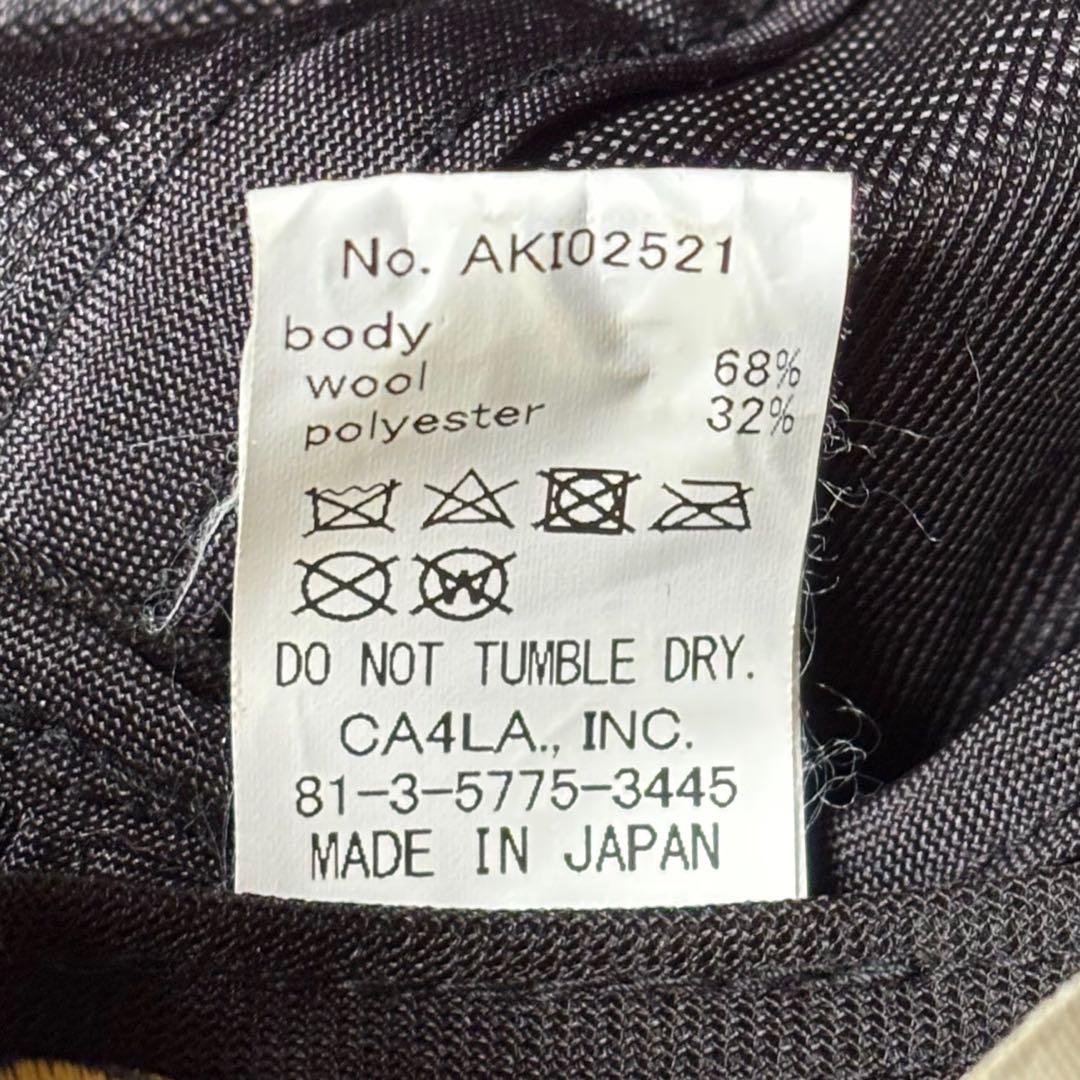 No. AKI02521
body
wool 68%
polyester 32%
W
DO NOT TUMBLE DRY.
CA4LA., INC.
81-3-5775-3445
MADE IN JAPAN